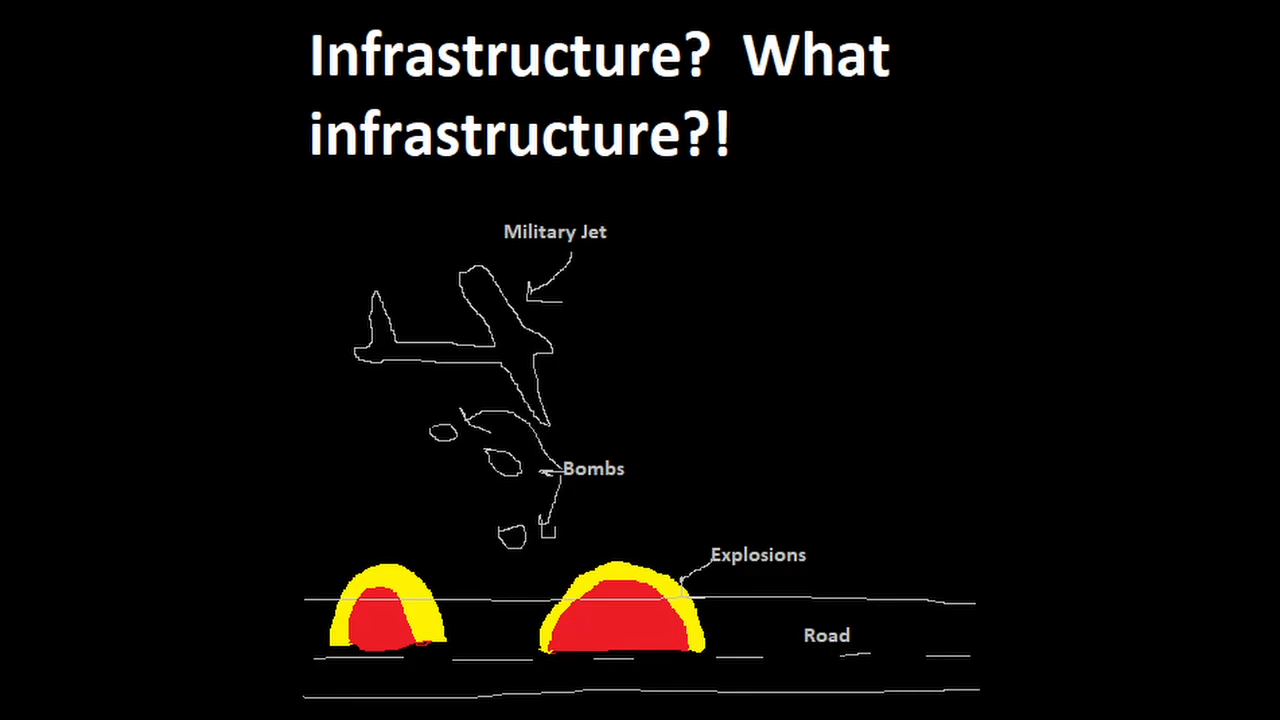 Infrastructure?  What
infrastructure?!
Military Jet
Bombs
Explosions
Road